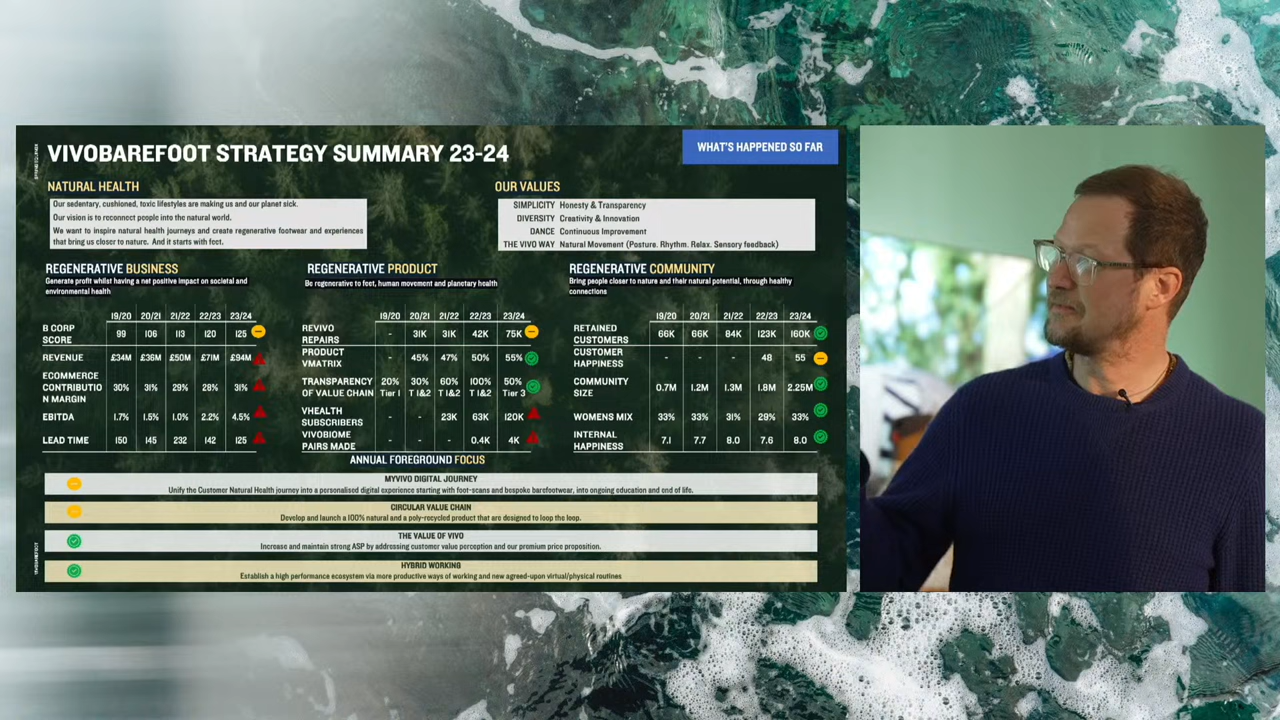 VIVOBAREFOOT STRATEGY SUMMARY 23-24
WHAT'S HAPPENED SO FAR
NATURAL HEALTH
Our sedentary, cushioned, toxic lifestyles are making us and our planet sick.
Our vision is to reconnect people into the natural world.
We want to inspire natural health journeys and create regenerative footwear and experiences
that bring us closer to nature. And it starts with feet.
OUR VALUES
SIMPLICITY Honesty & Transparency
DIVERSITY Creativity & Innovation
DANCE Continuous Improvement
THE VIVO WAY Natural Movement (Posture. Rhythm. Relax. Sensory feedback)
REGENERATIVE BUSINESS
Generate profit whilst having a net positive impact on societal and
environmental health
19/20 20/21 21/22 22/23 23/24
B CORP
SCORE 99 106 113 120 125
REVENUE £34M £36M £50M £71M £94M
ECOMMERCE
CONTRIBUTIO
N MARGIN 30% 31% 29% 28% 31%
EBITDA 1.7% 1.5% 1.0% 2.2% 4.5%
LEAD TIME 150 145 232 142 125
REGENERATIVE PRODUCT
Be regenerative to feet, human movement and planetary health
19/20 20/21 21/22 22/23 23/24
REVIVO
REPAIRS - 31K 31K 42K 75K
PRODUCT
VMATRIX - 45% 47% 50% 55%
TRANSPARENCY 20% 30% 60% 100% 50%
OF VALUE CHAIN Tier 1 T 1&2 T 1&2 T 1&2 Tier 3
VHEALTH
SUBSCRIBERS - - 23K 63K 120K
VIVOBIOME
PAIRS MADE - - - 0.4K 4K
REGENERATIVE COMMUNITY
Bring people closer to nature and their natural potential, through healthy
connections
19/20 20/21 21/22 22/23 23/24
RETAINED
CUSTOMERS 66K 66K 84K 123K 160K
CUSTOMER
HAPPINESS - - - 48 55
COMMUNITY
SIZE 0.7M 1.2M 1.3M 1.8M 2.25M
WOMENS MIX 33% 33% 31% 29% 33%
INTERNAL
HAPPINESS 7.1 7.7 8.0 7.6 8.0
ANNUAL FOREGROUND FOCUS
MYVIVO DIGITAL JOURNEY
Unify the Customer Natural Health journey into a personalised digital experience starting with foot-scans and bespoke barefootwear, into ongoing education and end of life.
CIRCULAR VALUE CHAIN
Develop and launch a 100% natural and a poly-recycled product that are designed to loop the loop.
THE VALUE OF VIVO
Increase and maintain strong ASP by addressing customer value perception and our premium price proposition.
HYBRID WORKING
Establish a high performance ecosystem via more productive ways of working and new agreed-upon virtual/physical routines
VIVOBAREFOOT